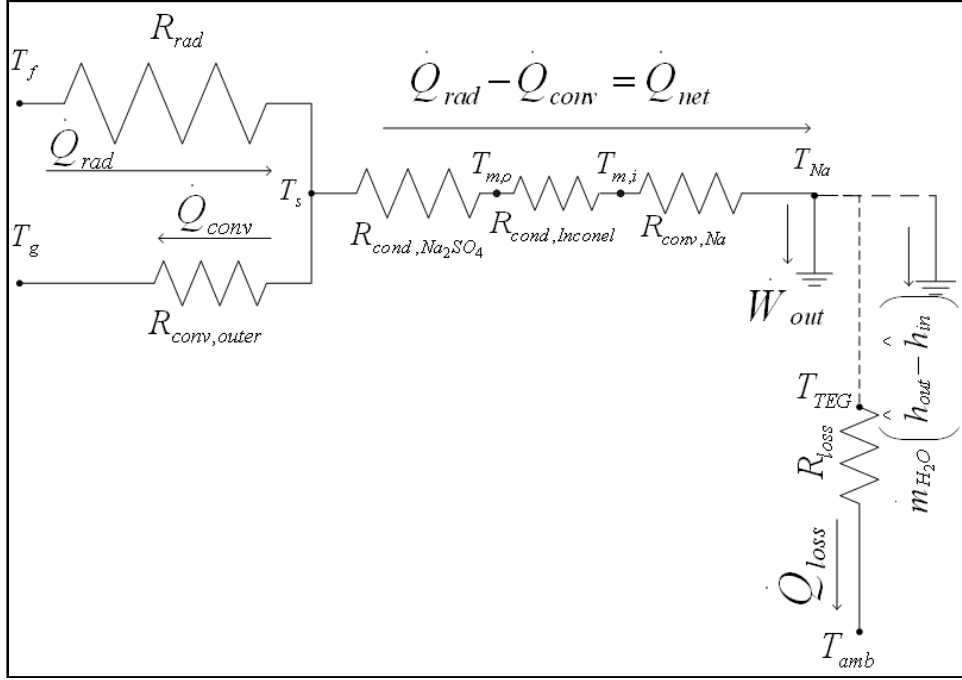 R_rad
T_f
Q̇_rad − Q̇_conv = Q̇_net
Q̇_rad
T_s
T_m,o
T_m,i
T_Na
Q̇_conv
T_g
R_cond,Na₂SO₄
R_cond,Inconel
R_conv,Na
R_conv,outer
Ẇ_out
ṁ_H₂O (ĥ_out − ĥ_in)
T_TEG
R_loss
Q̇_loss
T_amb